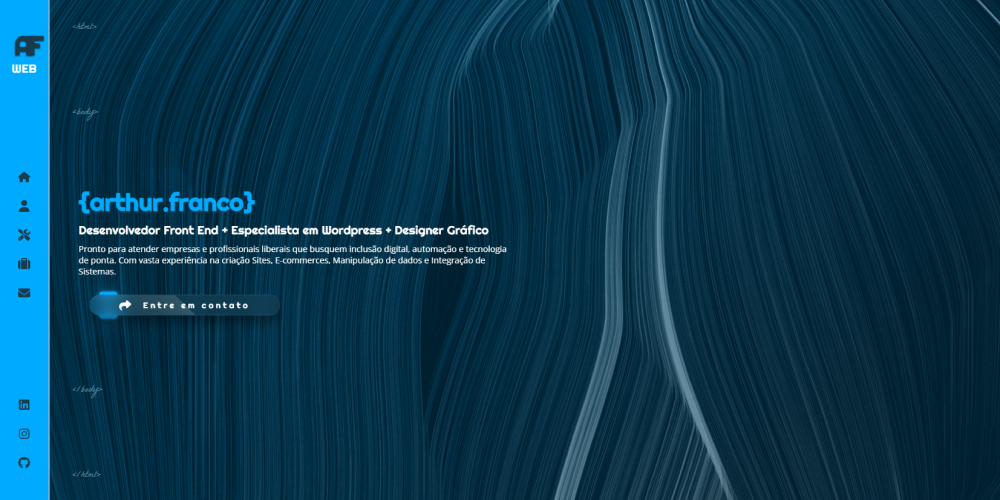 AF
WEB
<html>
<body>
{arthur.franco}
Desenvolvedor Front End + Especialista em Wordpress + Designer Gráfico
Pronto para atender empresas e profissionais liberais que busquem inclusão digital, automação e tecnologia
de ponta. Com vasta experiência na criação Sites, E-commerces, Manipulação de dados e Integração de
Sistemas.
Entre em contato
</body>
</html>